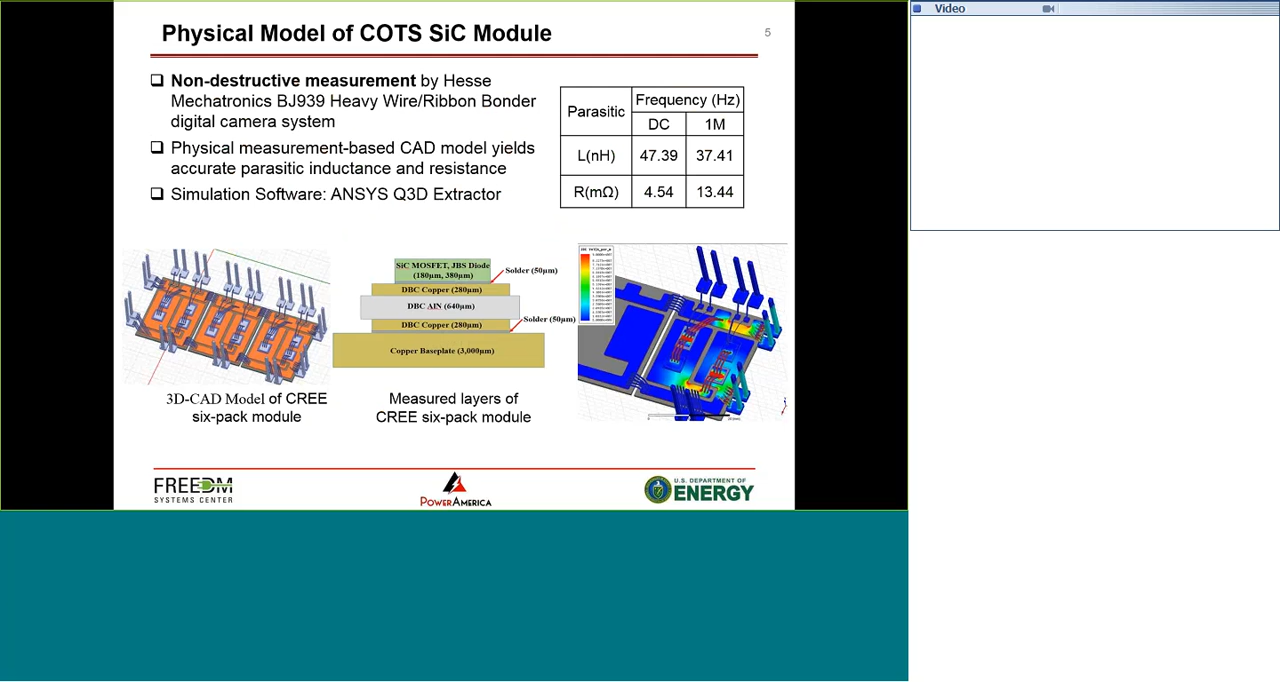 Video
Physical Model of COTS SiC Module
5
Non-destructive measurement by Hesse
Mechatronics BJ939 Heavy Wire/Ribbon Bonder
digital camera system
Physical measurement-based CAD model yields
accurate parasitic inductance and resistance
Simulation Software: ANSYS Q3D Extractor
Parasitic
Frequency (Hz)
DC
1M
L(nH)
47.39
37.41
R(mΩ)
4.54
13.44
SiC MOSFET, JBS Diode
(180μm, 380μm)
Solder (50μm)
DBC Copper (280μm)
DBC AlN (640μm)
Solder (50μm)
DBC Copper (280μm)
Copper Baseplate (3,000μm)
3D-CAD Model of CREE
six-pack module
Measured layers of
CREE six-pack module
FREEDM
SYSTEMS CENTER
POWERAMERICA
U.S. DEPARTMENT OF
ENERGY